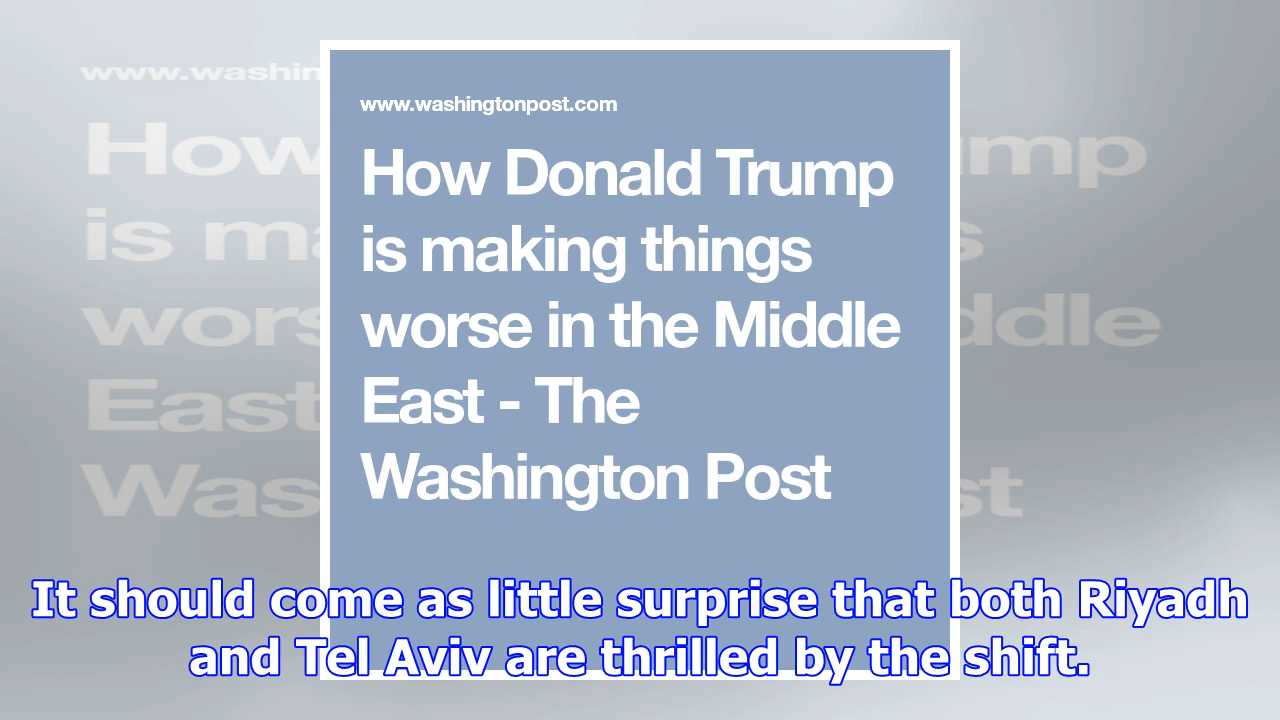 www.washingtonpost.com
How Donald Trump
is making things
worse in the Middle
East - The
Washington Post
It should come as little surprise that both Riyadh
and Tel Aviv are thrilled by the shift.